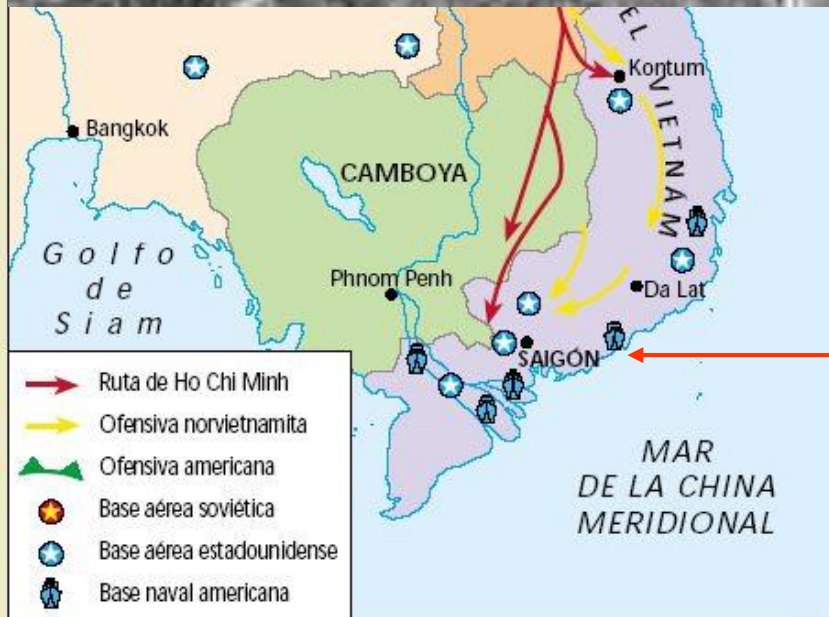 Kontum
EL VIETNÁM
Bangkok
CAMBOYA
Golfo
de
Siam
Phnom Penh
Da Lat
SAIGÓN
MAR
DE LA CHINA
MERIDIONAL
Ruta de Ho Chi Minh
Ofensiva norvietnamita
Ofensiva americana
Base aérea soviética
Base aérea estadounidense
Base naval americana